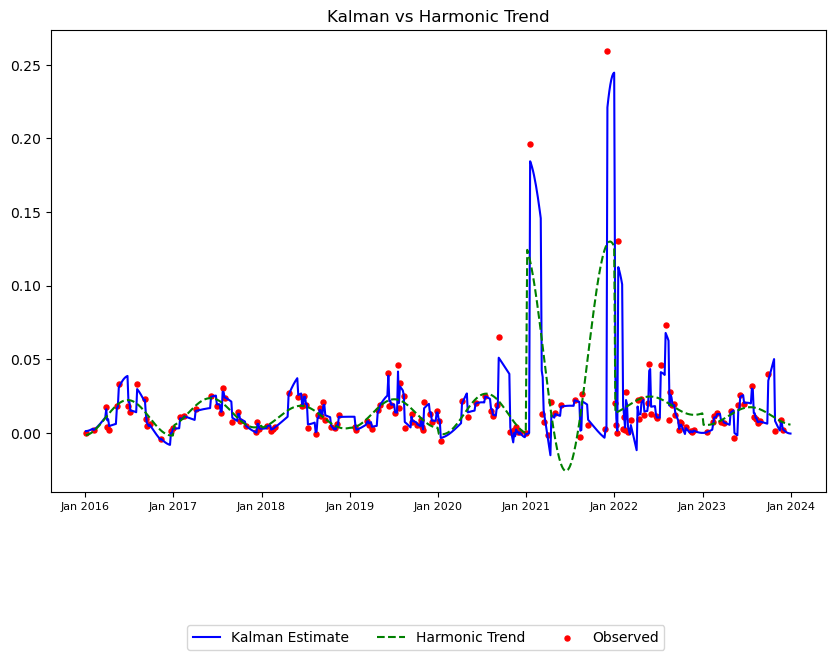 Kalman vs Harmonic Trend
0.25
0.20
0.15
0.10
0.05
0.00
Jan 2016 Jan 2017 Jan 2018 Jan 2019 Jan 2020 Jan 2021 Jan 2022 Jan 2023 Jan 2024
Kalman Estimate Harmonic Trend Observed